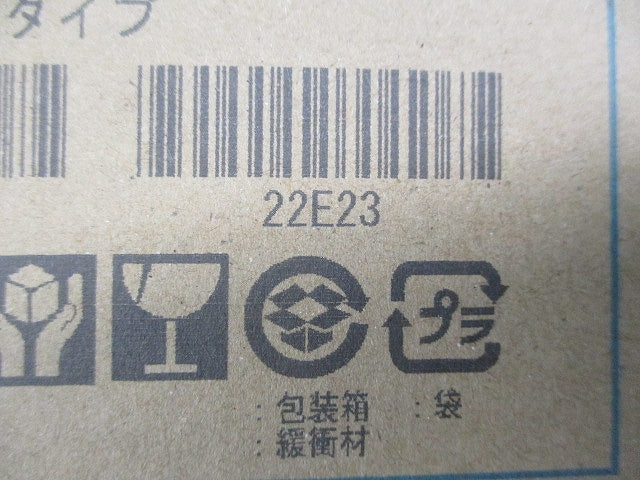 タイプ
22E23
プラ
：包装箱　：袋
：緩衝材